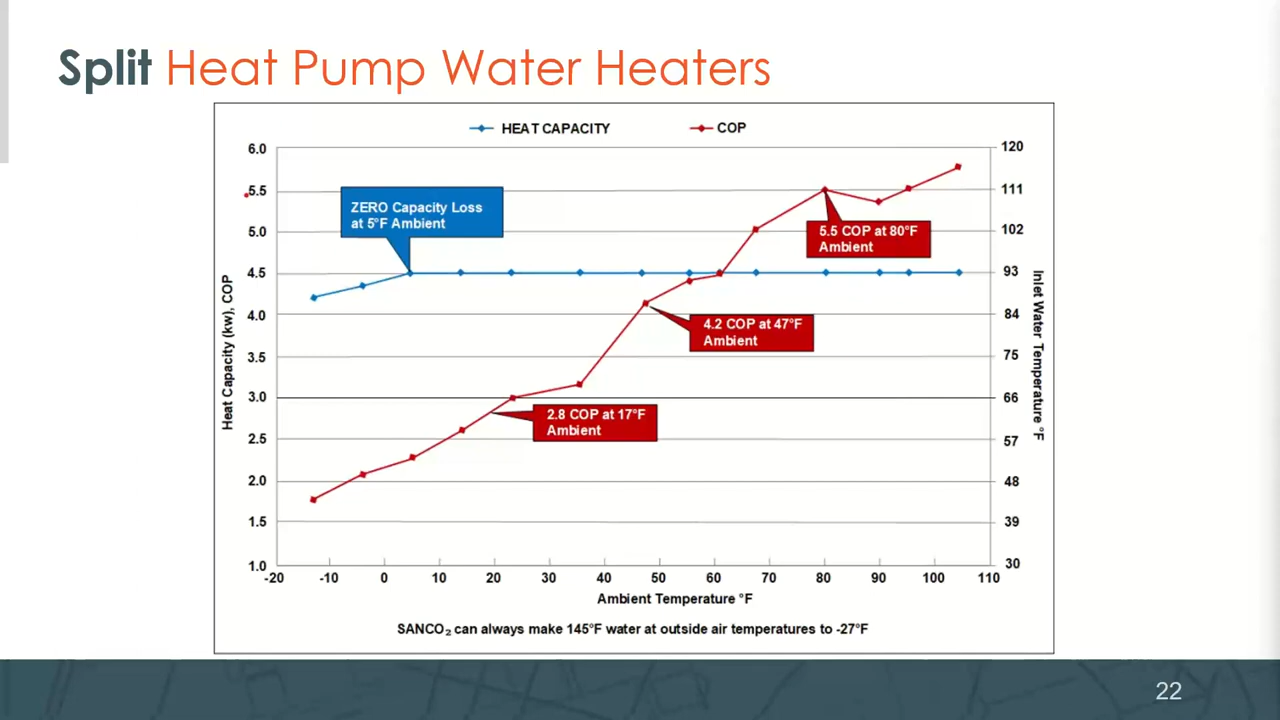 Split Heat Pump Water Heaters
HEAT CAPACITY
COP
6.0
5.5
5.0
4.5
4.0
3.5
3.0
2.5
2.0
1.5
1.0
Heat Capacity (kw), COP
ZERO Capacity Loss
at 5°F Ambient
5.5 COP at 80°F
Ambient
4.2 COP at 47°F
Ambient
2.8 COP at 17°F
Ambient
120
111
102
93
84
75
66
57
48
39
30
Inlet Water Temperature °F
-20 -10 0 10 20 30 40 50 60 70 80 90 100 110
Ambient Temperature °F
SANCO₂ can always make 145°F water at outside air temperatures to -27°F
22